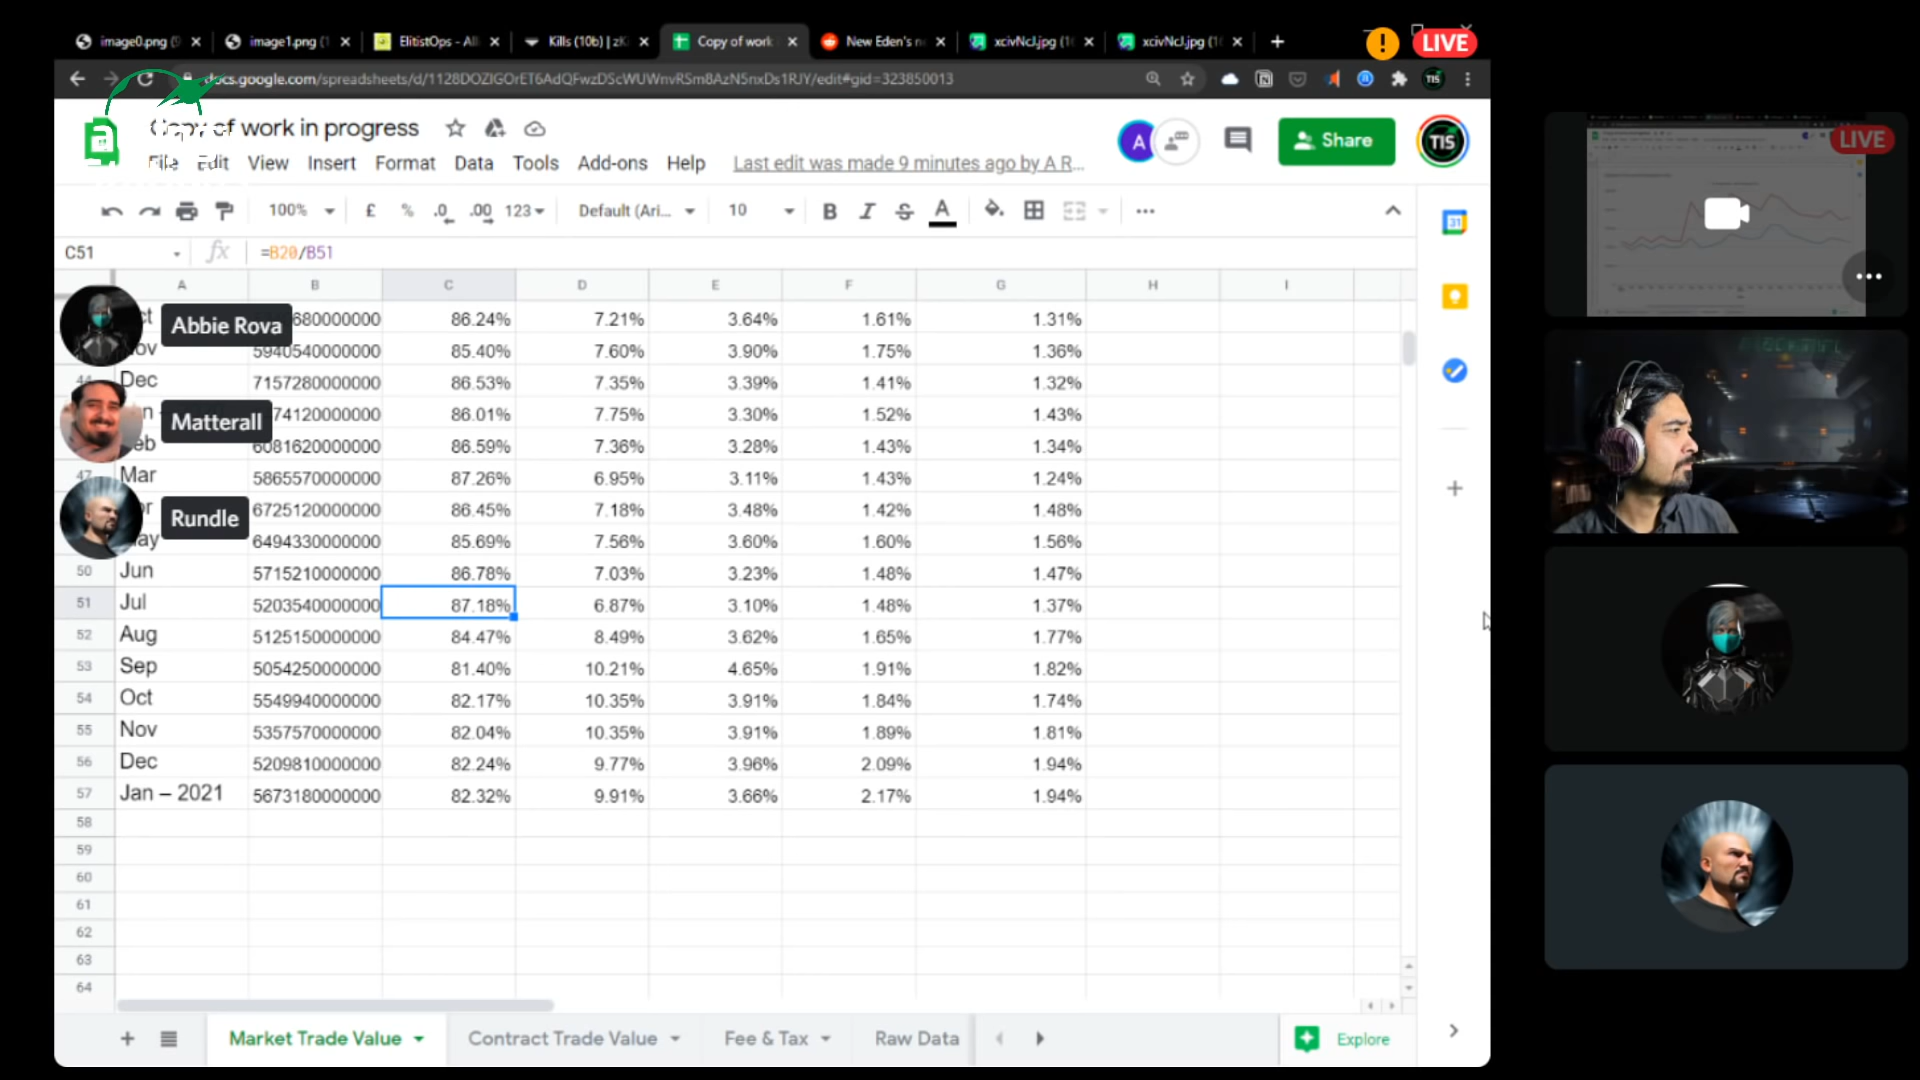 image0.png (
image1.png (1
ElitistOps - All
Kills (10b) | zKi
Copy of work i
New Eden's n
xcivNcJ.jpg (1
xcivNcJ.jpg (1
LIVE
docs.google.com/spreadsheets/d/1128DOZIGOrET6AdQFwzDScWUWnvRSm8AzN5nxDs1RJY/edit#gid=323850013
TIS
Copy of work in progress
File Edit View Insert Format Data Tools Add-ons Help Last edit was made 9 minutes ago by A R...
A
Share
TIS
100% £ % .0 .00 123 Default (Ari... 10 B I S A
C51 fx =B20/B51
A B C D E F G H I
680000000 86.24% 7.21% 3.64% 1.61% 1.31%
5940540000000 85.40% 7.60% 3.90% 1.75% 1.36%
44 Dec 7157280000000 86.53% 7.35% 3.39% 1.41% 1.32%
74120000000 86.01% 7.75% 3.30% 1.52% 1.43%
6081620000000 86.59% 7.36% 3.28% 1.43% 1.34%
47 Mar 5865570000000 87.26% 6.95% 3.11% 1.43% 1.24%
6725120000000 86.45% 7.18% 3.48% 1.42% 1.48%
6494330000000 85.69% 7.56% 3.60% 1.60% 1.56%
50 Jun 5715210000000 86.78% 7.03% 3.23% 1.48% 1.47%
51 Jul 5203540000000 87.18% 6.87% 3.10% 1.48% 1.37%
52 Aug 5125150000000 84.47% 8.49% 3.62% 1.65% 1.77%
53 Sep 5054250000000 81.40% 10.21% 4.65% 1.91% 1.82%
54 Oct 5549940000000 82.17% 10.35% 3.91% 1.84% 1.74%
55 Nov 5357570000000 82.04% 10.35% 3.91% 1.89% 1.81%
56 Dec 5209810000000 82.24% 9.77% 3.96% 2.09% 1.94%
57 Jan – 2021 5673180000000 82.32% 9.91% 3.66% 2.17% 1.94%
58
59
60
61
62
63
64
Abbie Rova
Matterall
Rundle
Market Trade Value
Contract Trade Value
Fee & Tax
Raw Data
Explore
31
LIVE